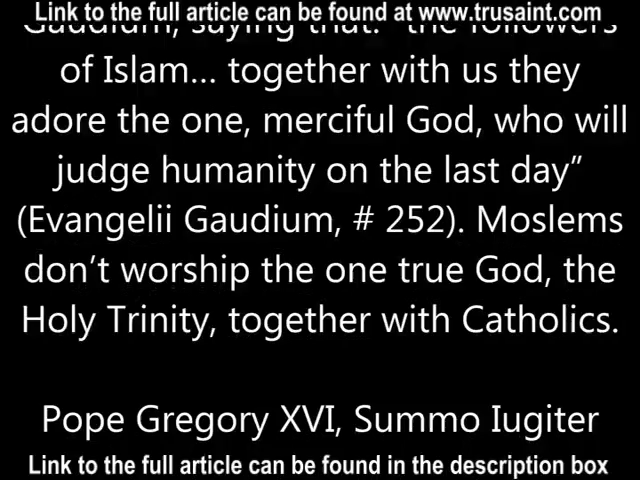 Link to the full article can be found at www.trusaint.com
Gaudium, saying that: "the followers
of Islam... together with us they
adore the one, merciful God, who will
judge humanity on the last day”
(Evangelii Gaudium, # 252). Moslems
don’t worship the one true God, the
Holy Trinity, together with Catholics.
Pope Gregory XVI, Summo Iugiter
Link to the full article can be found in the description box